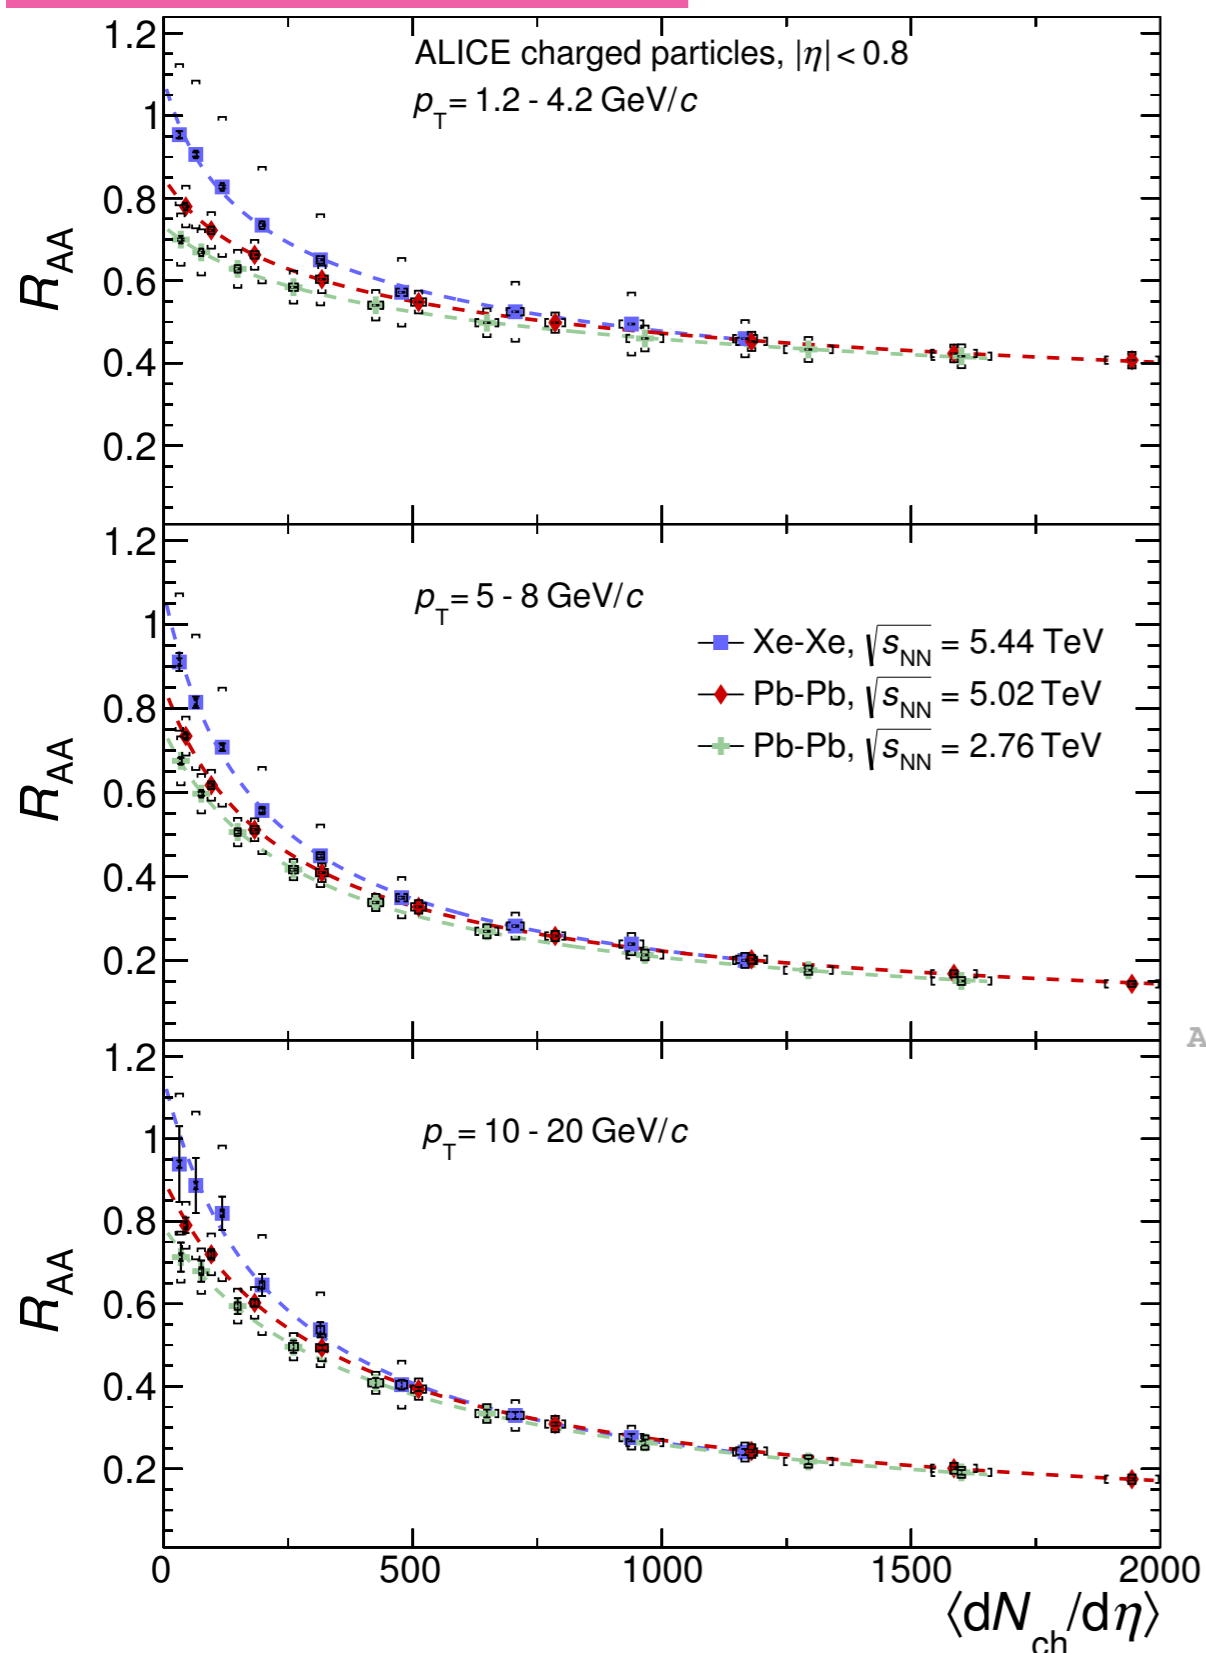 1.2
ALICE charged particles, |η| < 0.8
p_T = 1.2 - 4.2 GeV/c
1
0.8
0.6
0.4
0.2
R_AA
1.2
p_T = 5 - 8 GeV/c
1
Xe-Xe, √s_NN = 5.44 TeV
0.8
Pb-Pb, √s_NN = 5.02 TeV
Pb-Pb, √s_NN = 2.76 TeV
0.6
0.4
0.2
R_AA
A
1.2
p_T = 10 - 20 GeV/c
1
0.8
0.6
0.4
0.2
R_AA
0 500 1000 1500 2000
⟨dN_ch/dη⟩